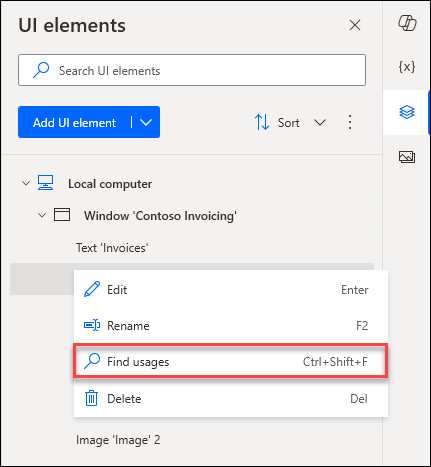 UI elements
Search UI elements
{x}
Add UI element
Sort
Local computer
Window 'Contoso Invoicing'
Text 'Invoices'
Edit Enter
Rename F2
Find usages Ctrl+Shift+F
Delete Del
Image 'Image' 2